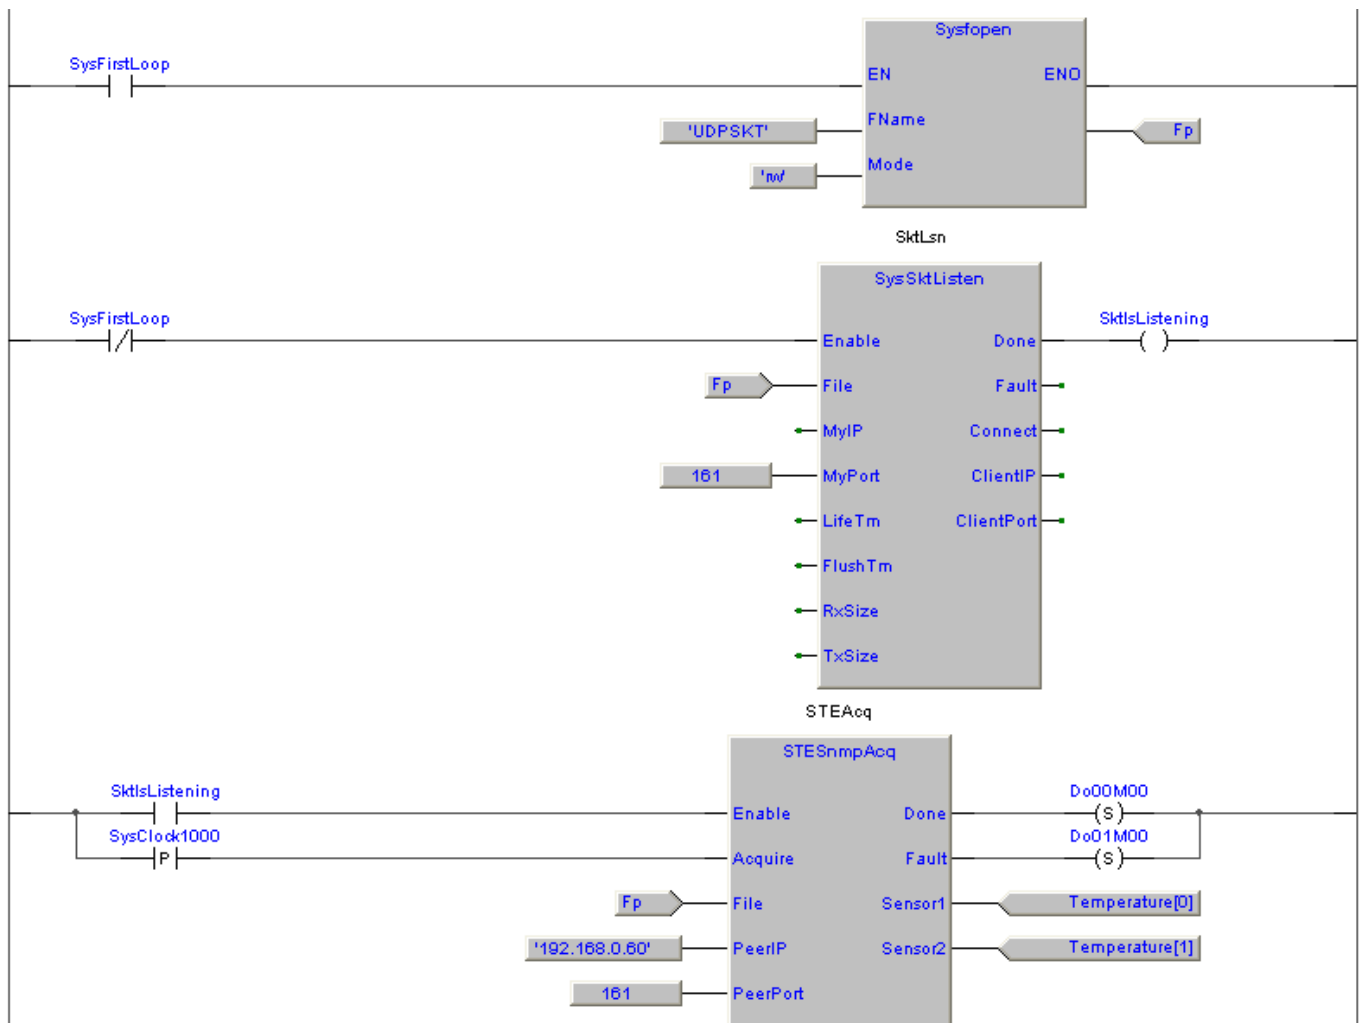 Sysfopen
SysFirstLoop
EN ENO
'UDPSKT' FName Fp
'rw' Mode
SktLsn
SysSktListen
SysFirstLoop SktIsListening
Enable Done
Fp File Fault
MyIP Connect
161 MyPort ClientIP
LifeTm ClientPort
FlushTm
RxSize
TxSize
STEAcq
STESnmpAcq
SktIsListening Do00M00
Enable Done (S)
SysClock1000 Do01M00
P Acquire Fault (S)
Fp File Sensor1 Temperature[0]
'192.168.0.60' PeerIP Sensor2 Temperature[1]
161 PeerPort